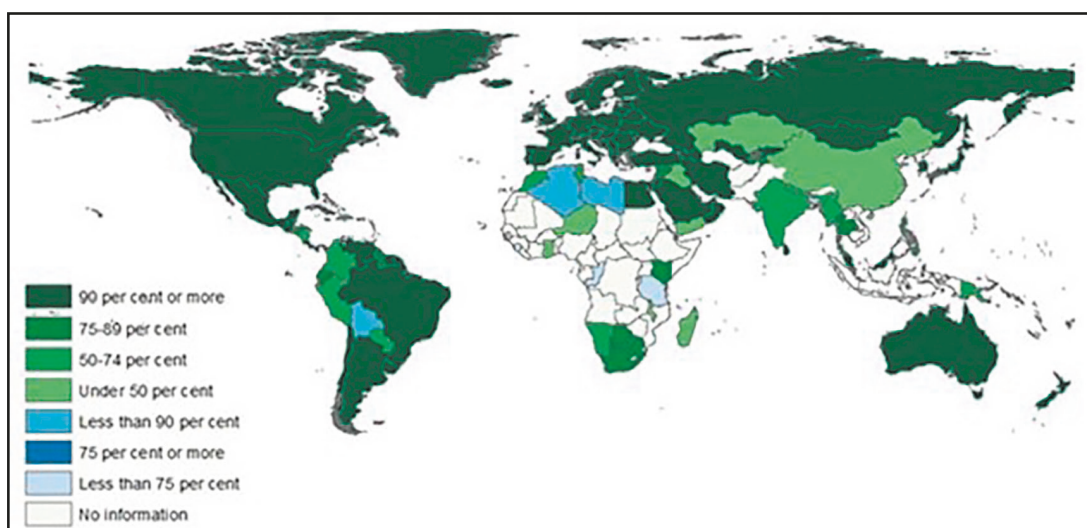 90 per cent or more
75-89 per cent
50-74 per cent
Under 50 per cent
Less than 90 per cent
75 per cent or more
Less than 75 per cent
No information